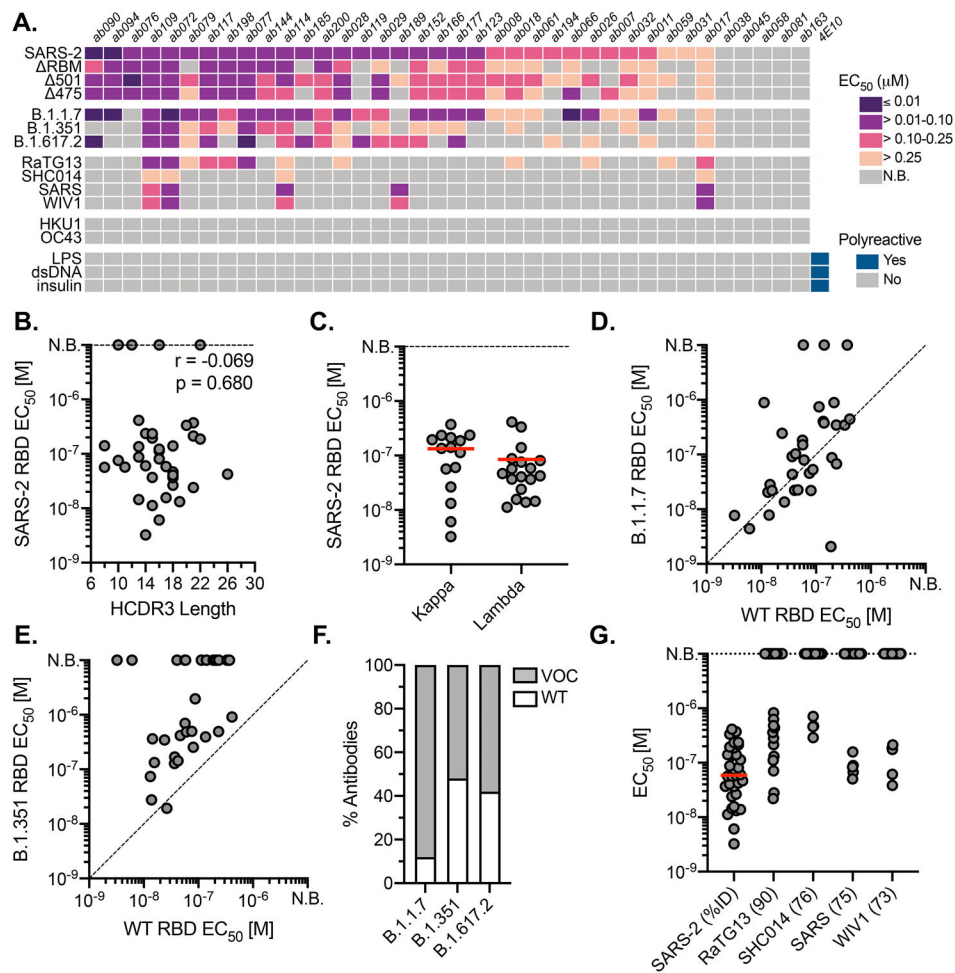 A.
ab090 ab094 ab076 ab109 ab072 ab079 ab117 ab198 ab077 ab144 ab114 ab185 ab200 ab028 ab119 ab029 ab189 ab152 ab166 ab177 ab123 ab008 ab018 ab061 ab194 ab066 ab026 ab007 ab032 ab011 ab059 ab031 ab017 ab038 ab045 ab058 ab081 ab163 4E10
SARS-2
ΔRBM
Δ501
Δ475
B.1.1.7
B.1.351
B.1.617.2
RaTG13
SHC014
SARS
WIV1
HKU1
OC43
LPS
dsDNA
insulin
EC50 (µM)
≤ 0.01
> 0.01-0.10
> 0.10-0.25
> 0.25
N.B.
Polyreactive
Yes
No
B.
SARS-2 RBD EC50 [M]
N.B.
10-6
10-7
10-8
10-9
r = -0.069
p = 0.680
6 10 14 18 22 26 30
HCDR3 Length
C.
SARS-2 RBD EC50 [M]
N.B.
10-6
10-7
10-8
10-9
Kappa
Lambda
D.
B.1.1.7 RBD EC50 [M]
N.B.
10-6
10-7
10-8
10-9
10-9 10-8 10-7 10-6 N.B.
WT RBD EC50 [M]
E.
B.1.351 RBD EC50 [M]
N.B.
10-6
10-7
10-8
10-9
10-9 10-8 10-7 10-6 N.B.
WT RBD EC50 [M]
F.
% Antibodies
100
80
60
40
20
0
VOC
WT
B.1.1.7
B.1.351
B.1.617.2
G.
EC50 [M]
N.B.
10-6
10-7
10-8
10-9
SARS-2 (%ID)
RaTG13 (90)
SHC014 (76)
SARS (75)
WIV1 (73)